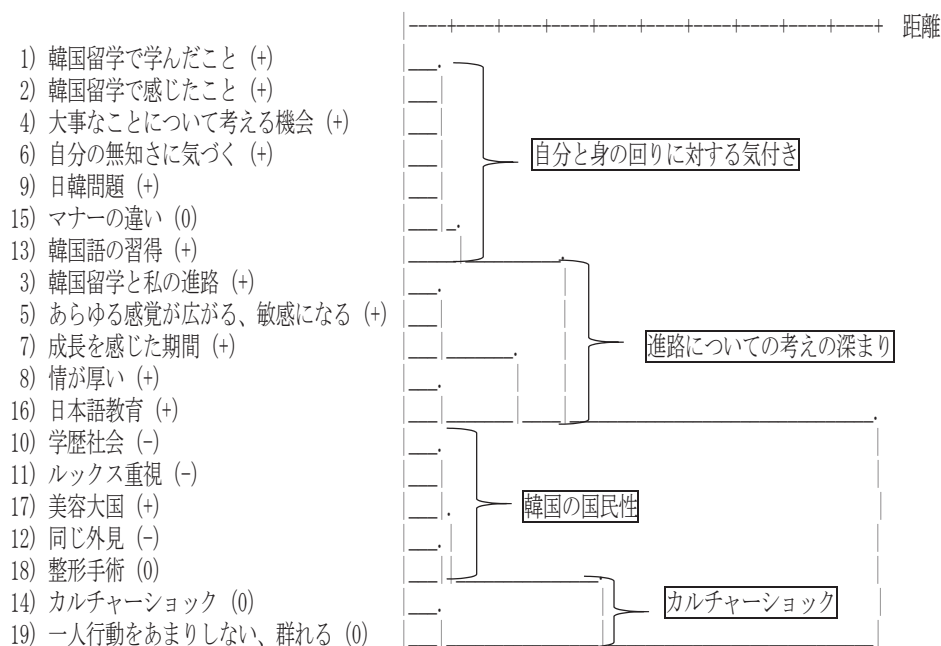 距離
1) 韓国留学で学んだこと (+)
2) 韓国留学で感じたこと (+)
4) 大事なことについて考える機会 (+)
6) 自分の無知さに気づく (+)
9) 日韓問題 (+)
15) マナーの違い (0)
13) 韓国語の習得 (+)
3) 韓国留学と私の進路 (+)
5) あらゆる感覚が広がる、敏感になる (+)
7) 成長を感じた期間 (+)
8) 情が厚い (+)
16) 日本語教育 (+)
10) 学歴社会 (-)
11) ルックス重視 (-)
17) 美容大国 (+)
12) 同じ外見 (-)
18) 整形手術 (0)
14) カルチャーショック (0)
19) 一人行動をあまりしない、群れる (0)
自分と身の回りに対する気付き
進路についての考えの深まり
韓国の国民性
カルチャーショック